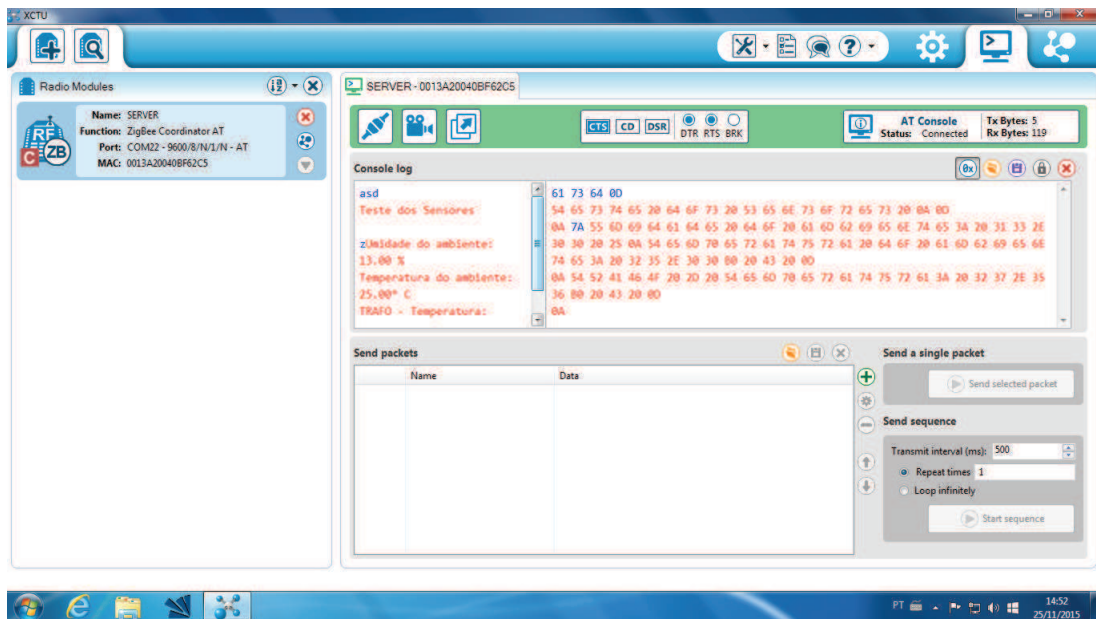 XCTU
Radio Modules
Name: SERVER
Function: ZigBee Coordinator AT
Port: COM22 - 9600/8/N/1/N - AT
MAC: 0013A20040BF62C5
RF
C ZB
SERVER - 0013A20040BF62C5
CTS CD DSR DTR RTS BRK
AT Console
Status: Connected
Tx Bytes: 5
Rx Bytes: 119
Console log
0x
asd
Teste dos Sensores
zUmidade do ambiente:
13.00 %
Temperatura do ambiente:
25.00° C
TRAFO - Temperatura:
61 73 64 0D
54 65 73 74 65 20 64 6F 73 20 53 65 6E 73 6F 72 65 73 20 0A 0D
0A 7A 55 6D 69 64 61 64 65 20 64 6F 20 61 6D 62 69 65 6E 74 65 3A 20 31 33 2E
30 30 20 25 0A 54 65 6D 70 65 72 61 74 75 72 61 20 64 6F 20 61 6D 62 69 65 6E
74 65 3A 20 32 35 2E 30 30 B0 20 43 20 0D
0A 54 52 41 46 4F 20 2D 20 54 65 6D 70 65 72 61 74 75 72 61 3A 20 32 37 2E 35
36 B0 20 43 20 0D
0A
Send packets
Name Data
Send a single packet
Send selected packet
Send sequence
Transmit interval (ms): 500
Repeat times 1
Loop infinitely
Start sequence
PT
14:52
25/11/2015